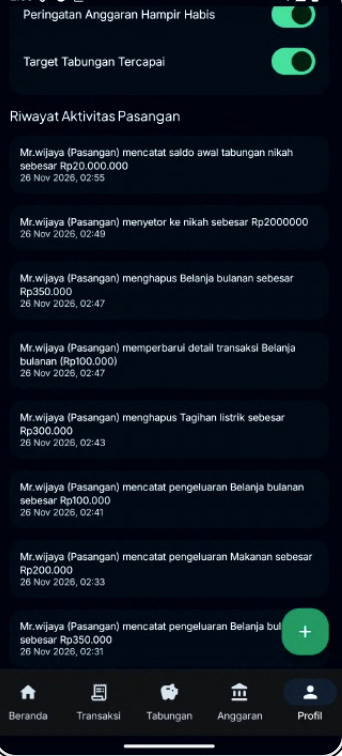 Peringatan Anggaran Hampir Habis
Target Tabungan Tercapai
Riwayat Aktivitas Pasangan
Mr.wijaya (Pasangan) mencatat saldo awal tabungan nikah
sebesar Rp20.000.000
26 Nov 2026, 02:55
Mr.wijaya (Pasangan) menyetor ke nikah sebesar Rp2000000
26 Nov 2026, 02:49
Mr.wijaya (Pasangan) menghapus Belanja bulanan sebesar
Rp350.000
26 Nov 2026, 02:47
Mr.wijaya (Pasangan) memperbarui detail transaksi Belanja
bulanan (Rp100.000)
26 Nov 2026, 02:47
Mr.wijaya (Pasangan) menghapus Tagihan listrik sebesar
Rp300.000
26 Nov 2026, 02:43
Mr.wijaya (Pasangan) mencatat pengeluaran Belanja bulanan
sebesar Rp100.000
26 Nov 2026, 02:41
Mr.wijaya (Pasangan) mencatat pengeluaran Makanan sebesar
Rp200.000
26 Nov 2026, 02:33
Mr.wijaya (Pasangan) mencatat pengeluaran Belanja bul
sebesar Rp350.000
26 Nov 2026, 02:31
+
Beranda
Transaksi
Tabungan
Anggaran
Profil